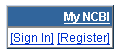 My NCBI
[Sign In] [Register]